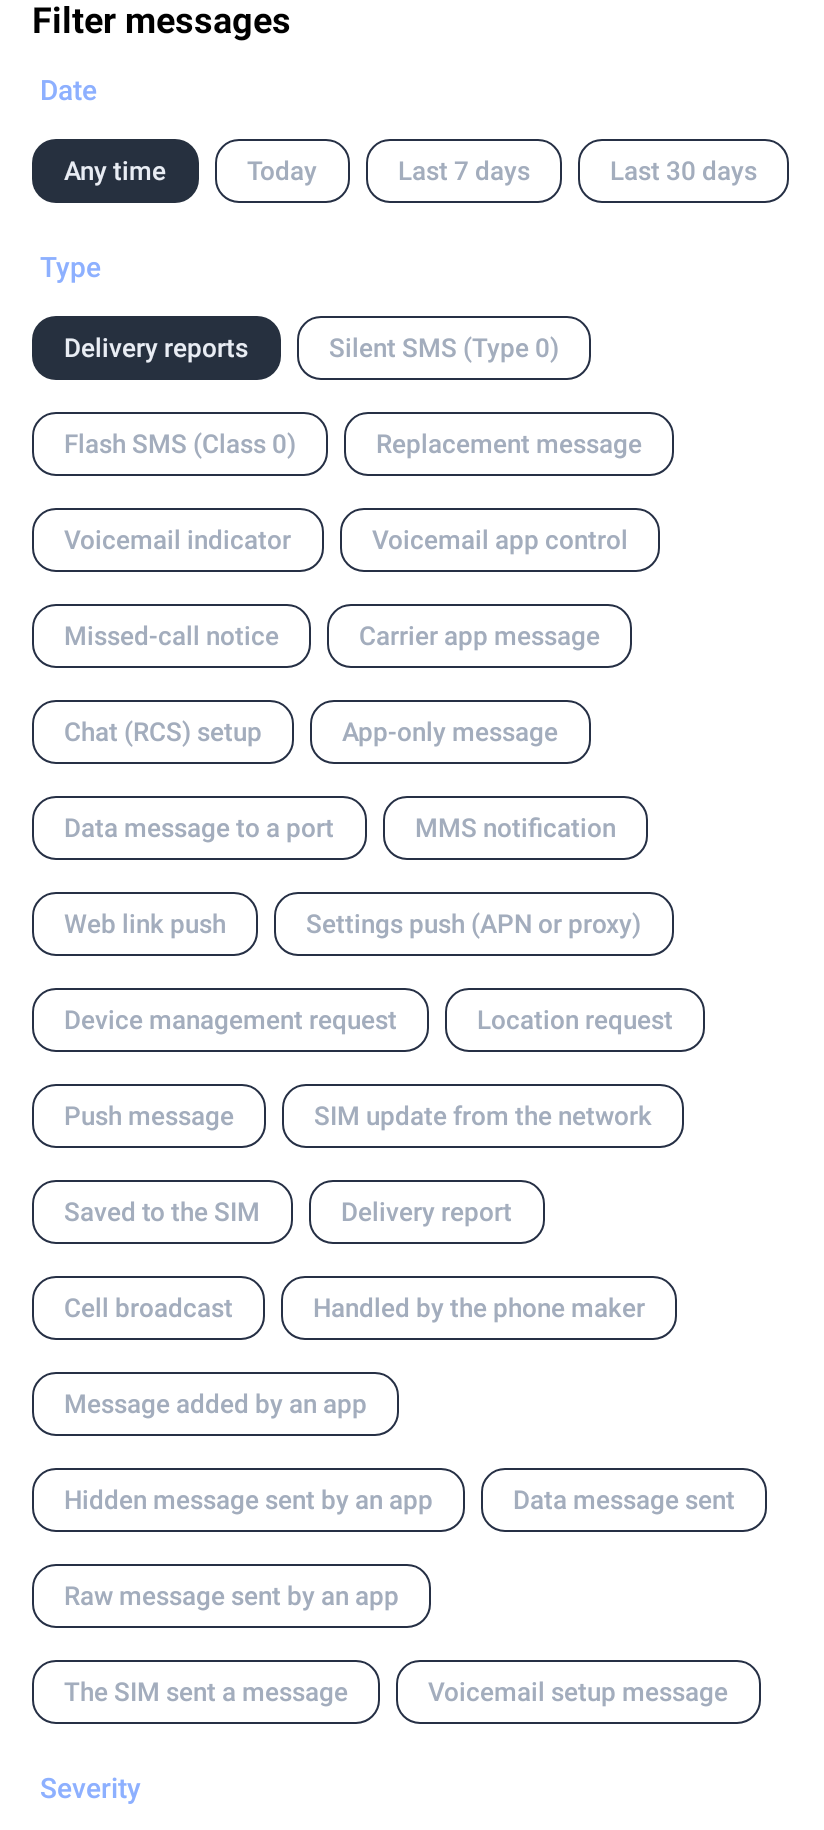 Filter messages
Date
Any time Today Last 7 days Last 30 days
Type
Delivery reports Silent SMS (Type 0)
Flash SMS (Class 0) Replacement message
Voicemail indicator Voicemail app control
Missed-call notice Carrier app message
Chat (RCS) setup App-only message
Data message to a port MMS notification
Web link push Settings push (APN or proxy)
Device management request Location request
Push message SIM update from the network
Saved to the SIM Delivery report
Cell broadcast Handled by the phone maker
Message added by an app
Hidden message sent by an app Data message sent
Raw message sent by an app
The SIM sent a message Voicemail setup message
Severity